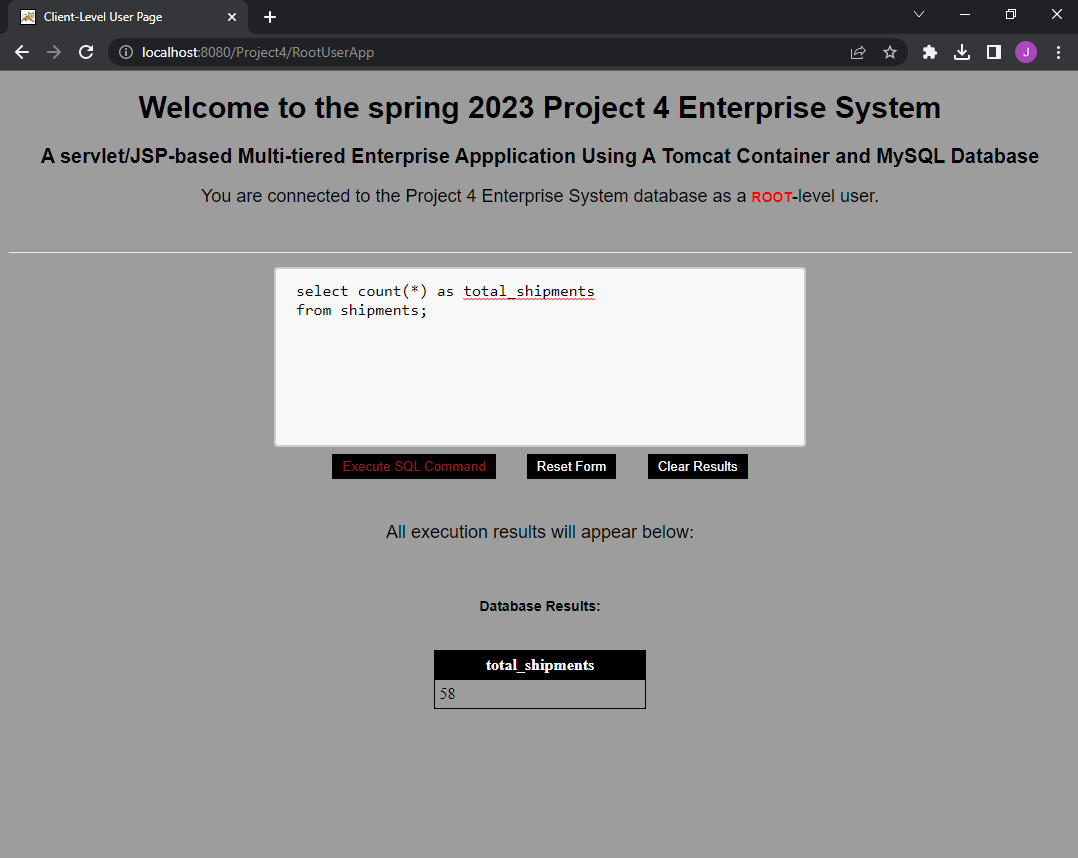 Client-Level User Page
localhost:8080/Project4/RootUserApp
J
Welcome to the spring 2023 Project 4 Enterprise System
A servlet/JSP-based Multi-tiered Enterprise Appplication Using A Tomcat Container and MySQL Database
You are connected to the Project 4 Enterprise System database as a ROOT-level user.
select count(*) as total_shipments
from shipments;
Execute SQL Command Reset Form Clear Results
All execution results will appear below:
Database Results:
total_shipments
58